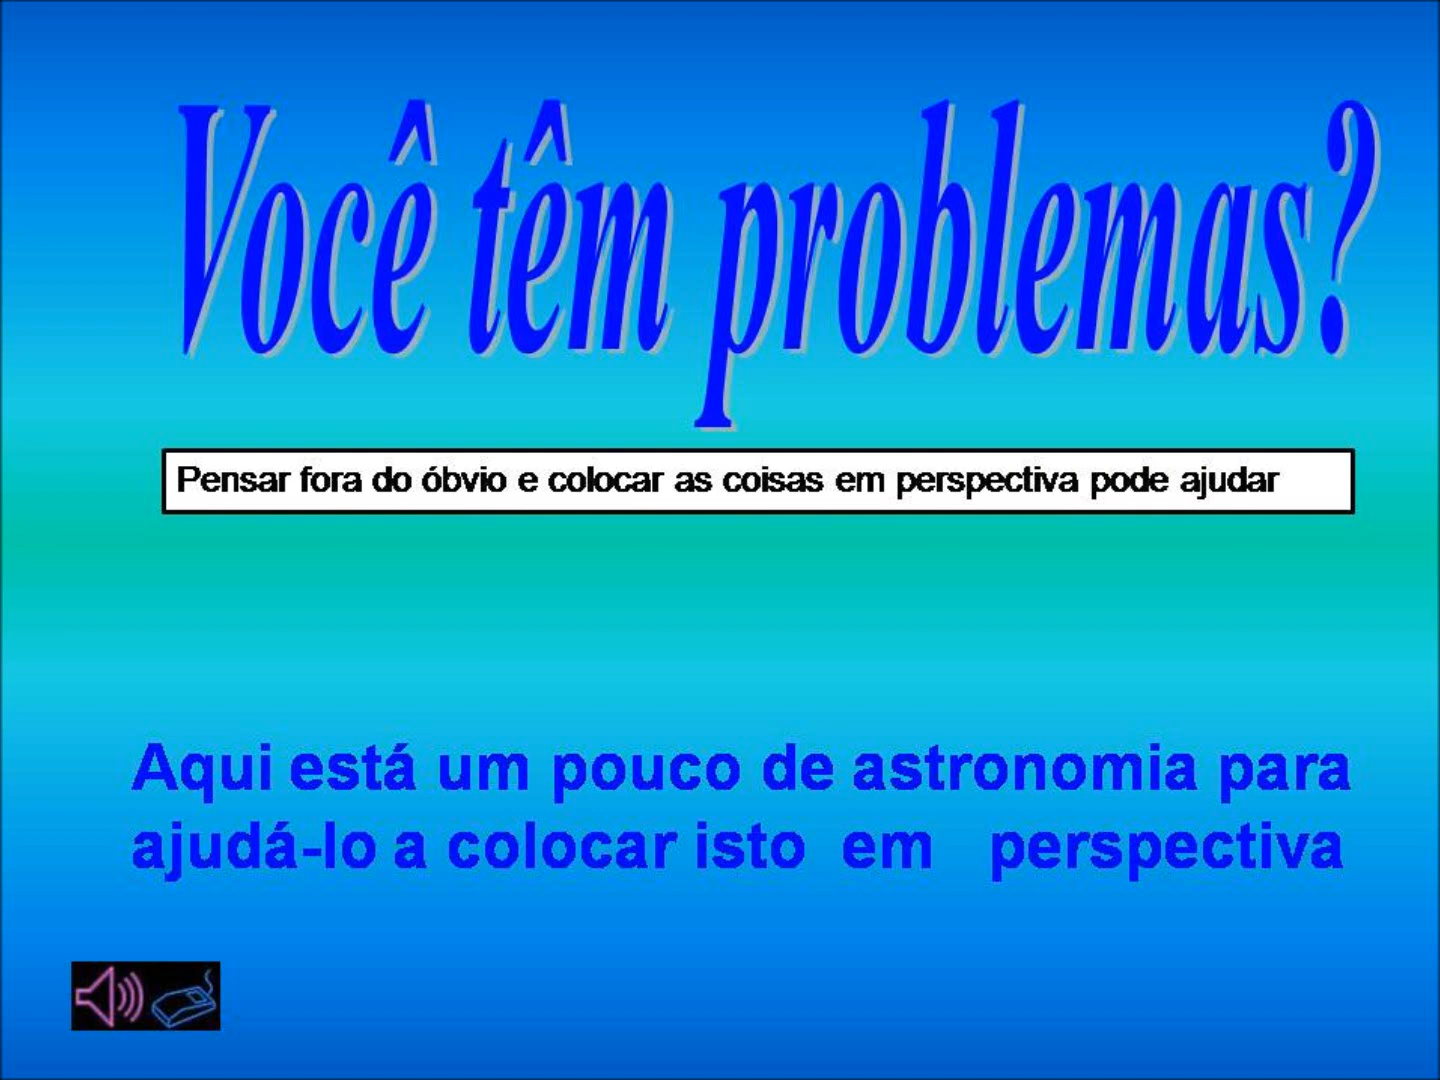 Você têm problemas?
Pensar fora do óbvio e colocar as coisas em perspectiva pode ajudar
Aqui está um pouco de astronomia para
ajudá-lo a colocar isto em perspectiva